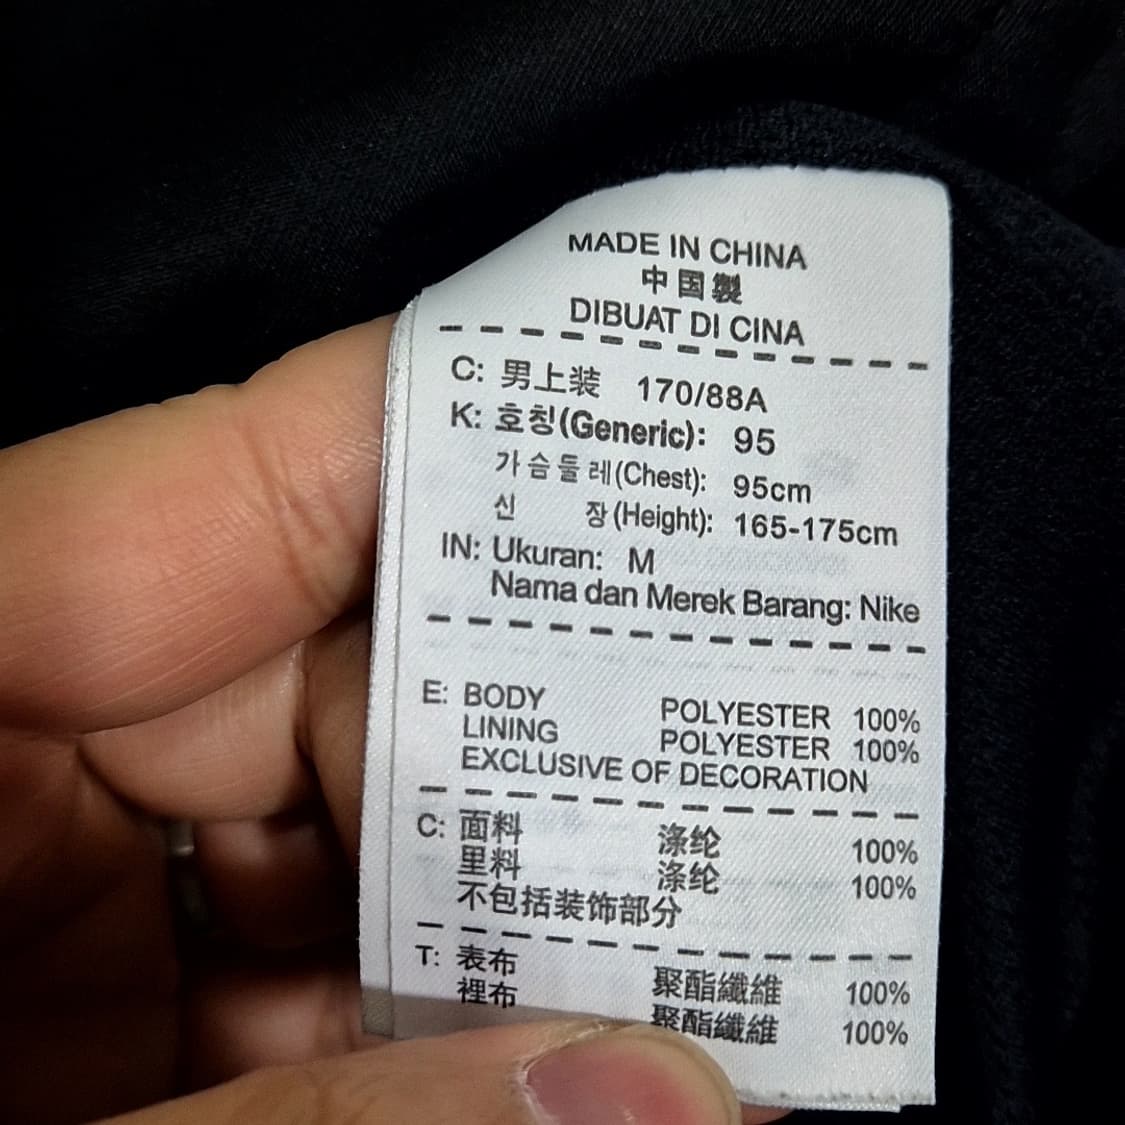 MADE IN CHINA
中国製
DIBUAT DI CINA
C: 男上装 170/88A
K: 호칭(Generic): 95
가슴둘레(Chest): 95cm
신 장(Height): 165-175cm
IN: Ukuran: M
Nama dan Merek Barang: Nike
E: BODY POLYESTER 100%
LINING POLYESTER 100%
EXCLUSIVE OF DECORATION
C: 面料 涤纶 100%
里料 涤纶 100%
不包括装饰部分
T: 表布 聚酯纖維 100%
裡布 聚酯纖維 100%